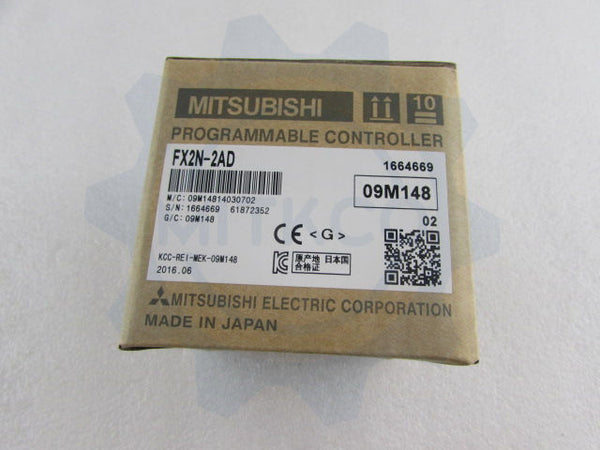 MITSUBISHI
10
PROGRAMMABLE CONTROLLER
FX2N-2AD
1664669
M/C: 09M14814030702
S/N: 1664669 61872352
G/C: 09M148
09M148
02
CE <G>
KCC-REI-MEK-09M148
2016.06
原产地 日本国
合格证
MITSUBISHI ELECTRIC CORPORATION
MADE IN JAPAN